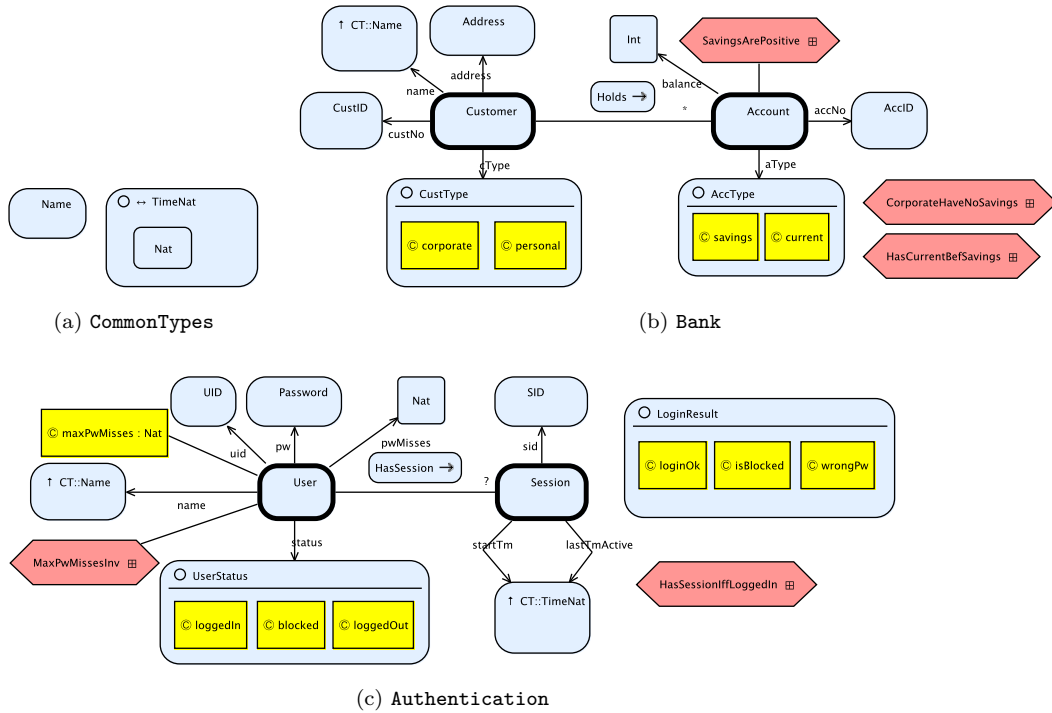 ↑ CT::Name
Address
Int
SavingsArePositive ⊞
name
address
balance
Holds →
CustID
Customer
*
Account
accNo
AccID
custNo
cType
aType
Name
○ ↔ TimeNat
Nat
○ CustType
© corporate
© personal
○ AccType
© savings
© current
CorporateHaveNoSavings ⊞
HasCurrentBefSavings ⊞
(a) CommonTypes
(b) Bank
UID
Password
Nat
SID
○ LoginResult
© maxPwMisses : Nat
uid
pw
pwMisses
sid
© loginOk
© isBlocked
© wrongPw
HasSession →
↑ CT::Name
User
?
Session
name
status
startTm
lastTmActive
MaxPwMissesInv ⊞
○ UserStatus
© loggedIn
© blocked
© loggedOut
↑ CT::TimeNat
HasSessionIffLoggedIn ⊞
(c) Authentication